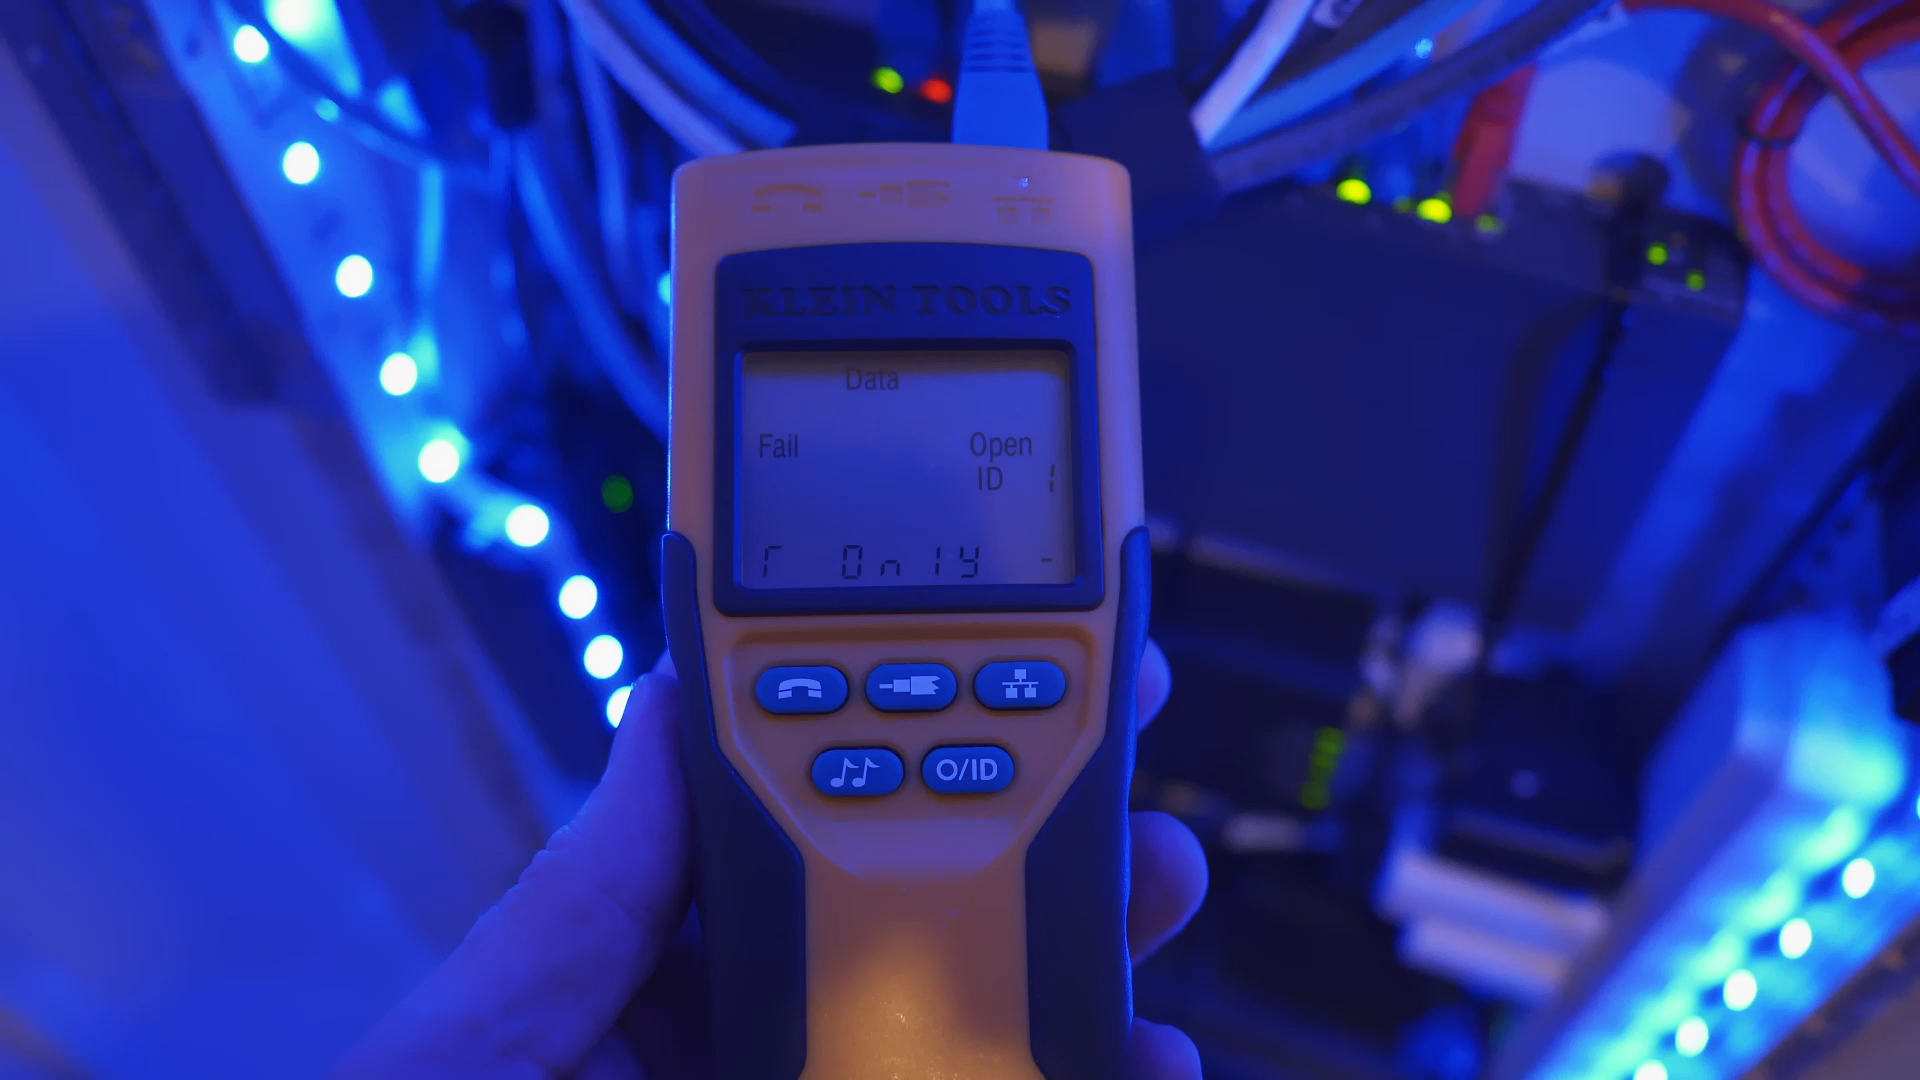 KLEIN TOOLS
Data
Fail Open
ID 1
r 0n1y -
O/ID